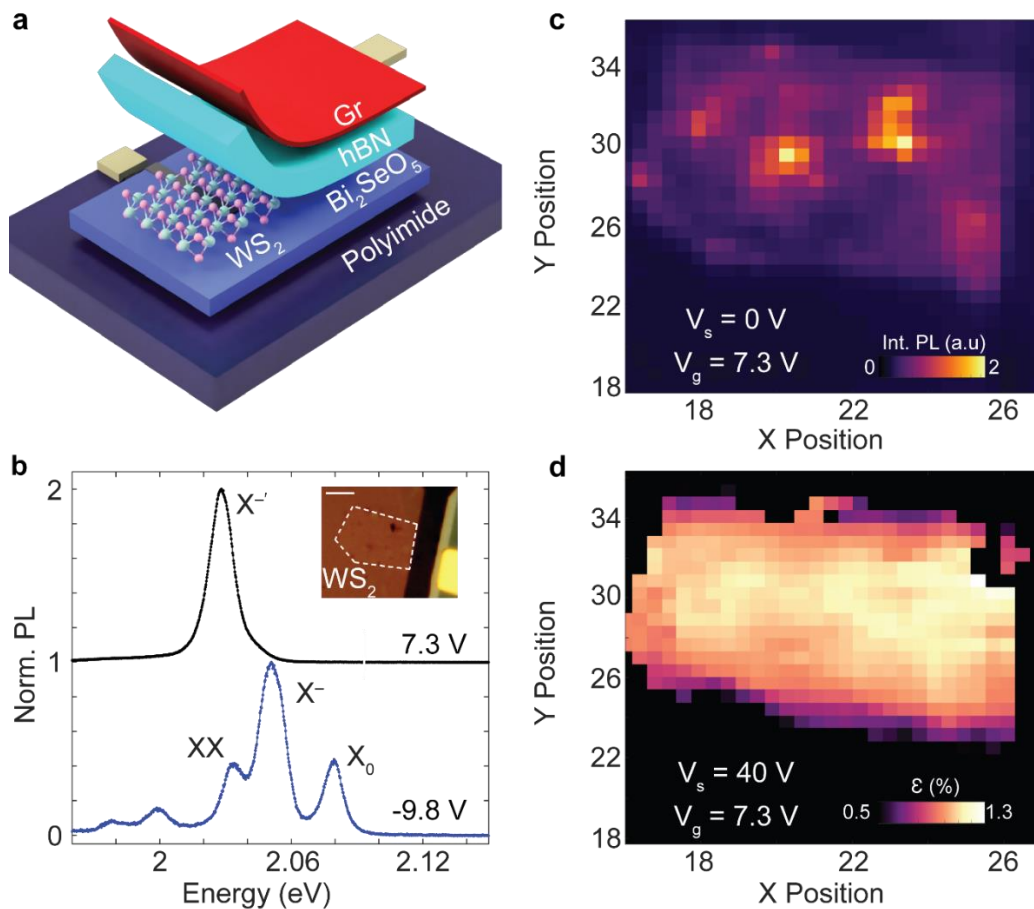 a
Gr
hBN
Bi₂SeO₅
WS₂
Polyimide
b
Norm. PL
2
1
0
X⁻′
WS₂
7.3 V
X⁻
XX
X₀
-9.8 V
2
2.06
2.12
Energy (eV)
c
Y Position
34
30
26
22
18
Vₛ = 0 V
V_g = 7.3 V
Int. PL (a.u)
0
2
18
22
26
X Position
d
Y Position
34
30
26
22
18
Vₛ = 40 V
V_g = 7.3 V
ε (%)
0.5
1.3
18
22
26
X Position